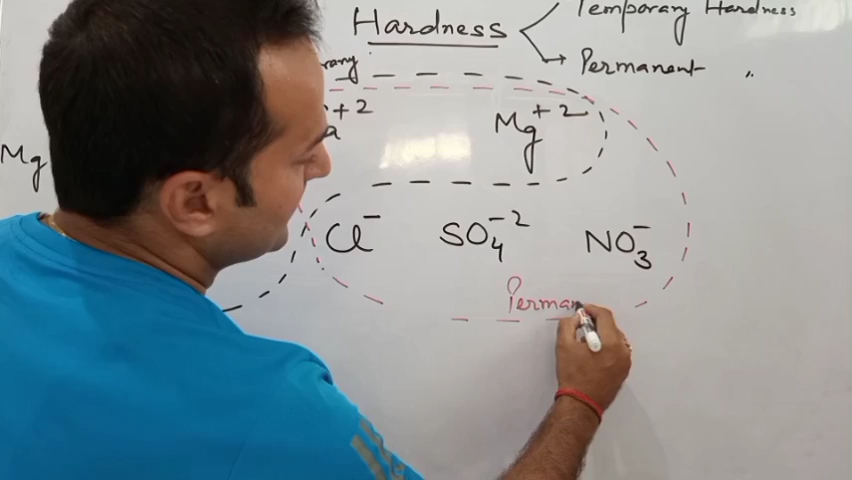 Hardness
Temporary Hardness
→ Permanent "
Mg⁺²
Mg
Cl⁻ SO₄⁻² NO₃⁻
Perman